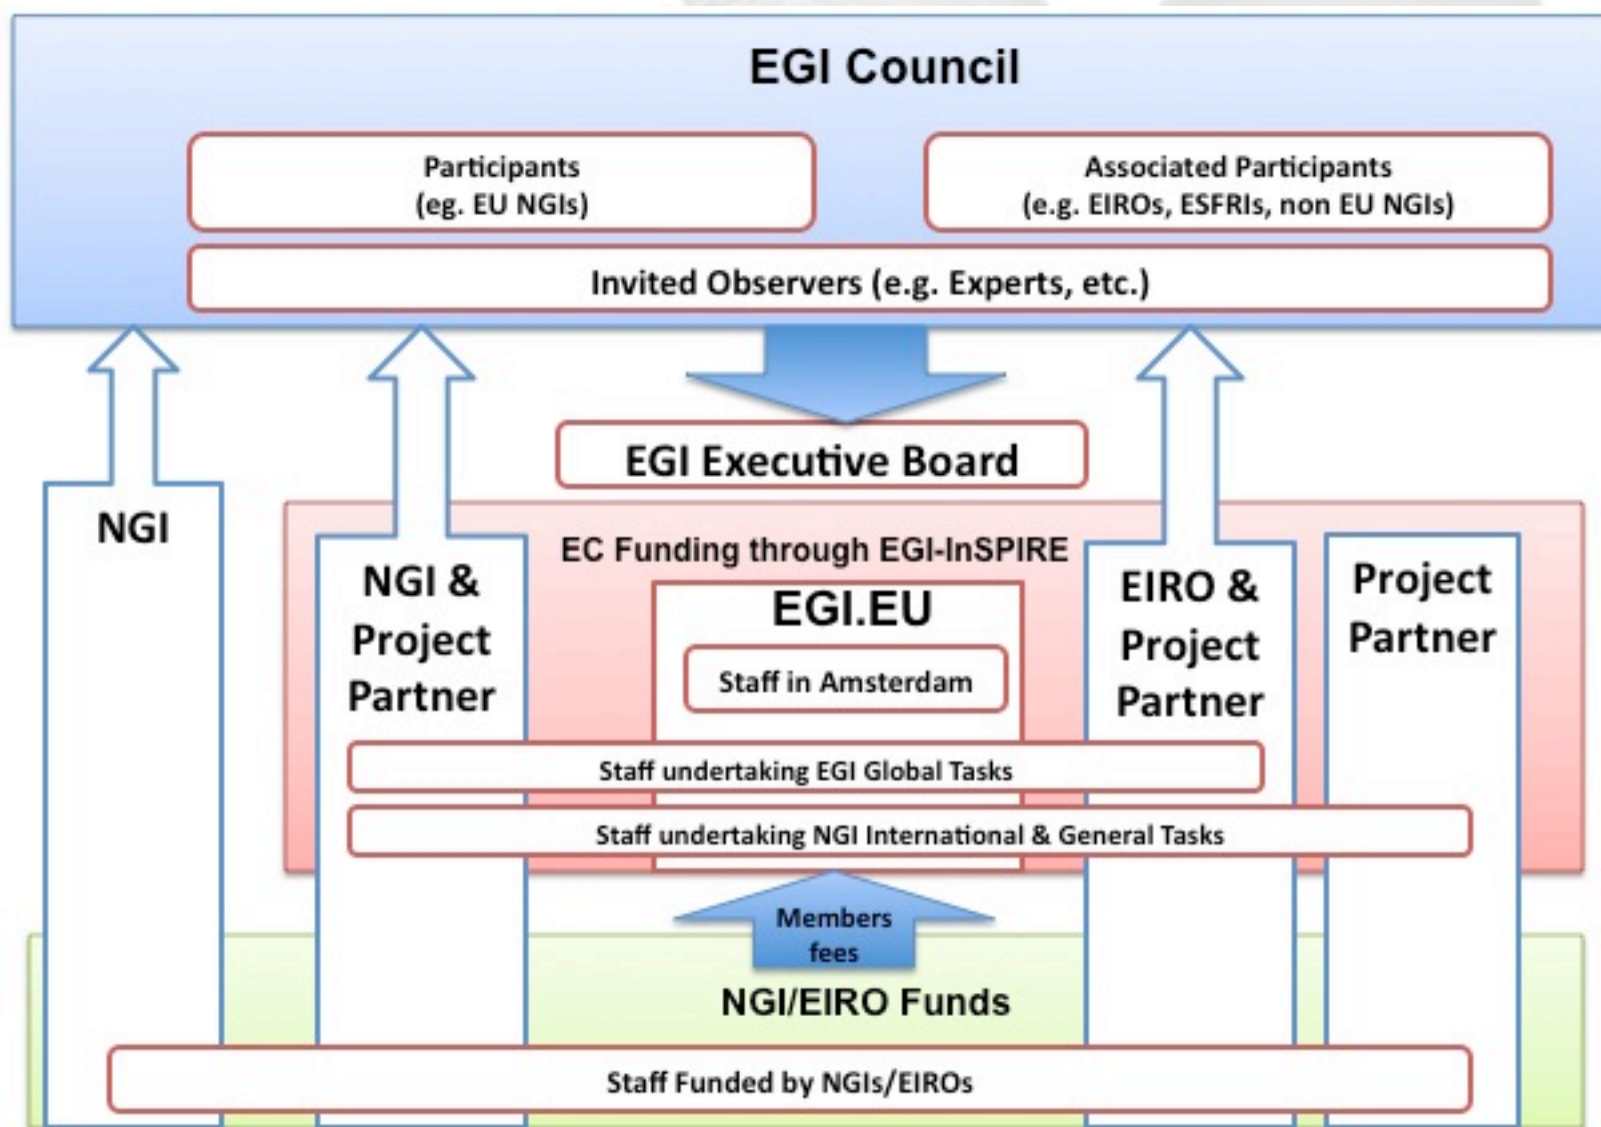 EGI Council
Participants
(eg. EU NGIs)
Associated Participants
(e.g. EIROs, ESFRIs, non EU NGIs)
Invited Observers (e.g. Experts, etc.)
EGI Executive Board
NGI
EC Funding through EGI-InSPIRE
NGI &
Project
Partner
EGI.EU
Staff in Amsterdam
EIRO &
Project
Partner
Project
Partner
Staff undertaking EGI Global Tasks
Staff undertaking NGI International & General Tasks
Members
fees
NGI/EIRO Funds
Staff Funded by NGIs/EIROs